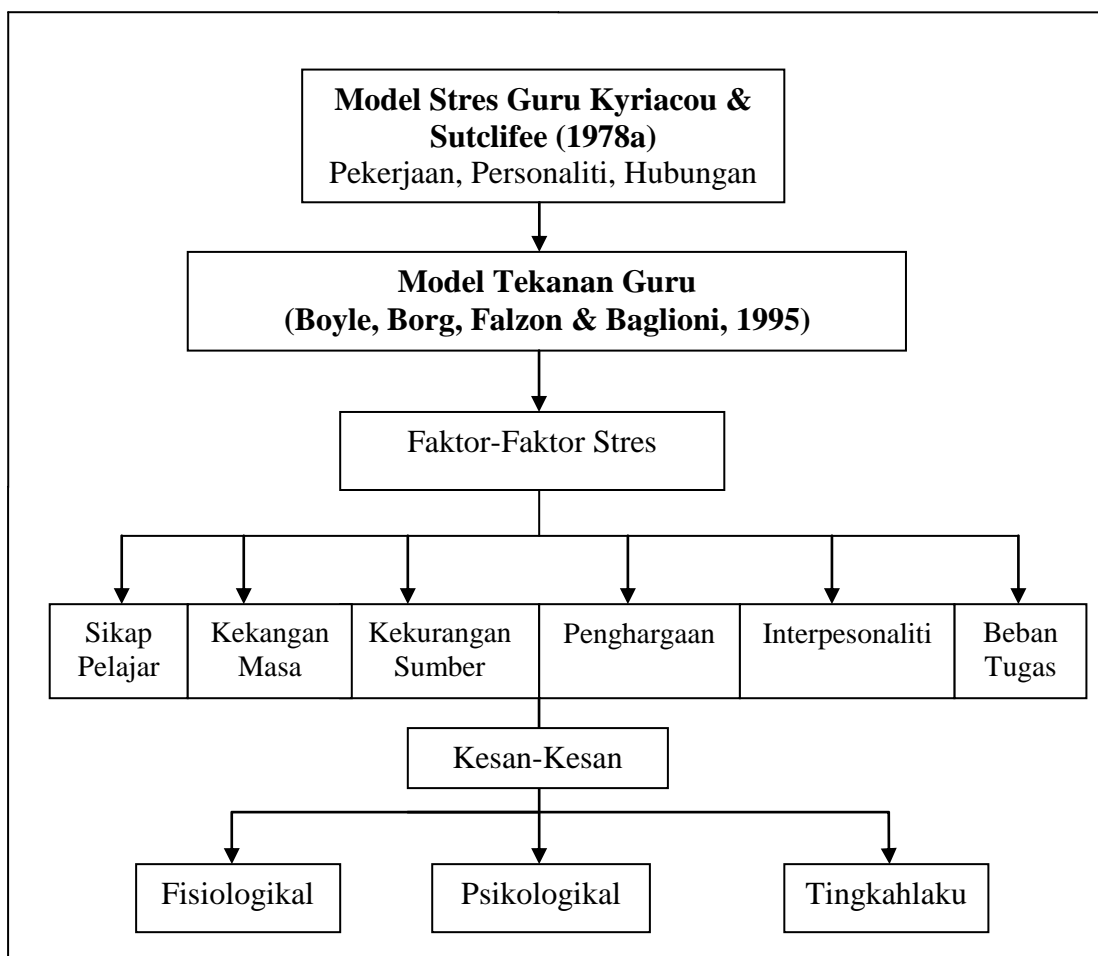 Model Stres Guru Kyriacou &
Sutclifee (1978a)
Pekerjaan, Personaliti, Hubungan
Model Tekanan Guru
(Boyle, Borg, Falzon & Baglioni, 1995)
Faktor-Faktor Stres
Sikap
Pelajar
Kekangan
Masa
Kekurangan
Sumber
Penghargaan
Interpesonaliti
Beban
Tugas
Kesan-Kesan
Fisiologikal
Psikologikal
Tingkahlaku